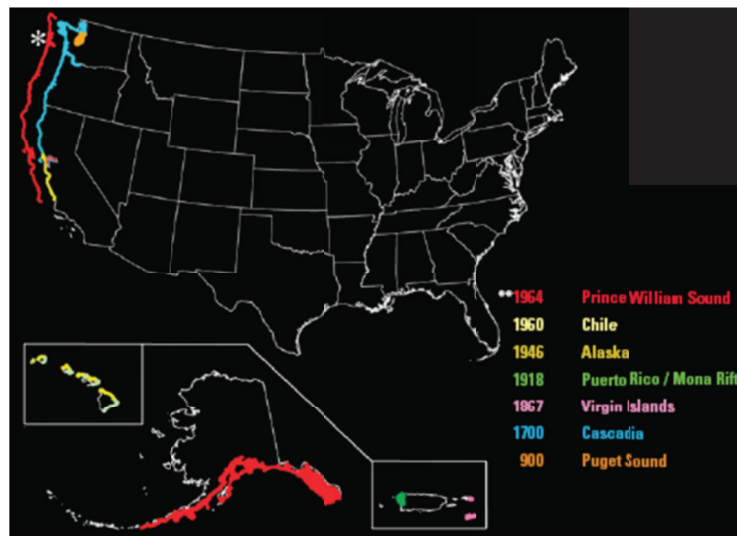 *
**1964 Prince William Sound
1960 Chile
1946 Alaska
1918 Puerto Rico / Mona Rift
1867 Virgin Islands
1700 Cascadia
900 Puget Sound